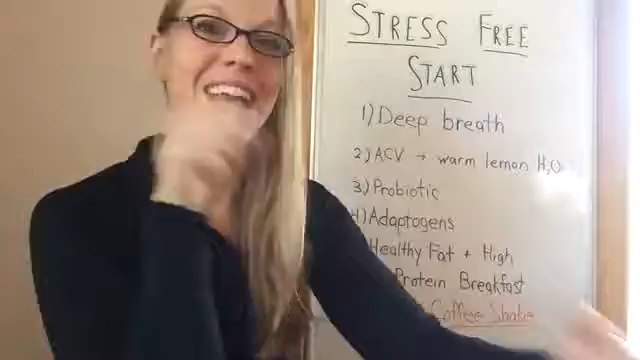 STRESS FREE
START
1) Deep breath
2) ACV → warm lemon H₂O
3.) Probiotic
4) Adaptogens
Healthy Fat + High
Protein Breakfast
Coffee Shake